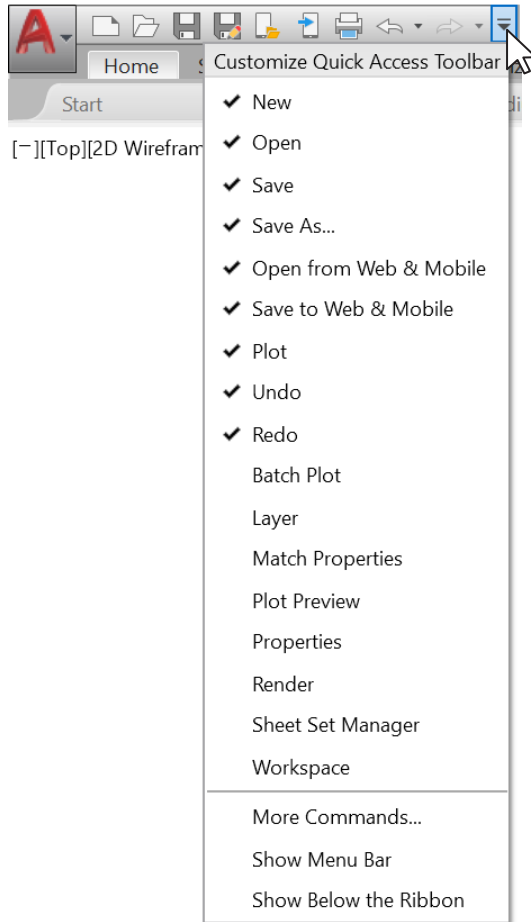 A
Customize Quick Access Toolbar
Home
Start
[−][Top][2D Wirefram
New
Open
Save
Save As...
Open from Web & Mobile
Save to Web & Mobile
Plot
Undo
Redo
Batch Plot
Layer
Match Properties
Plot Preview
Properties
Render
Sheet Set Manager
Workspace
More Commands...
Show Menu Bar
Show Below the Ribbon